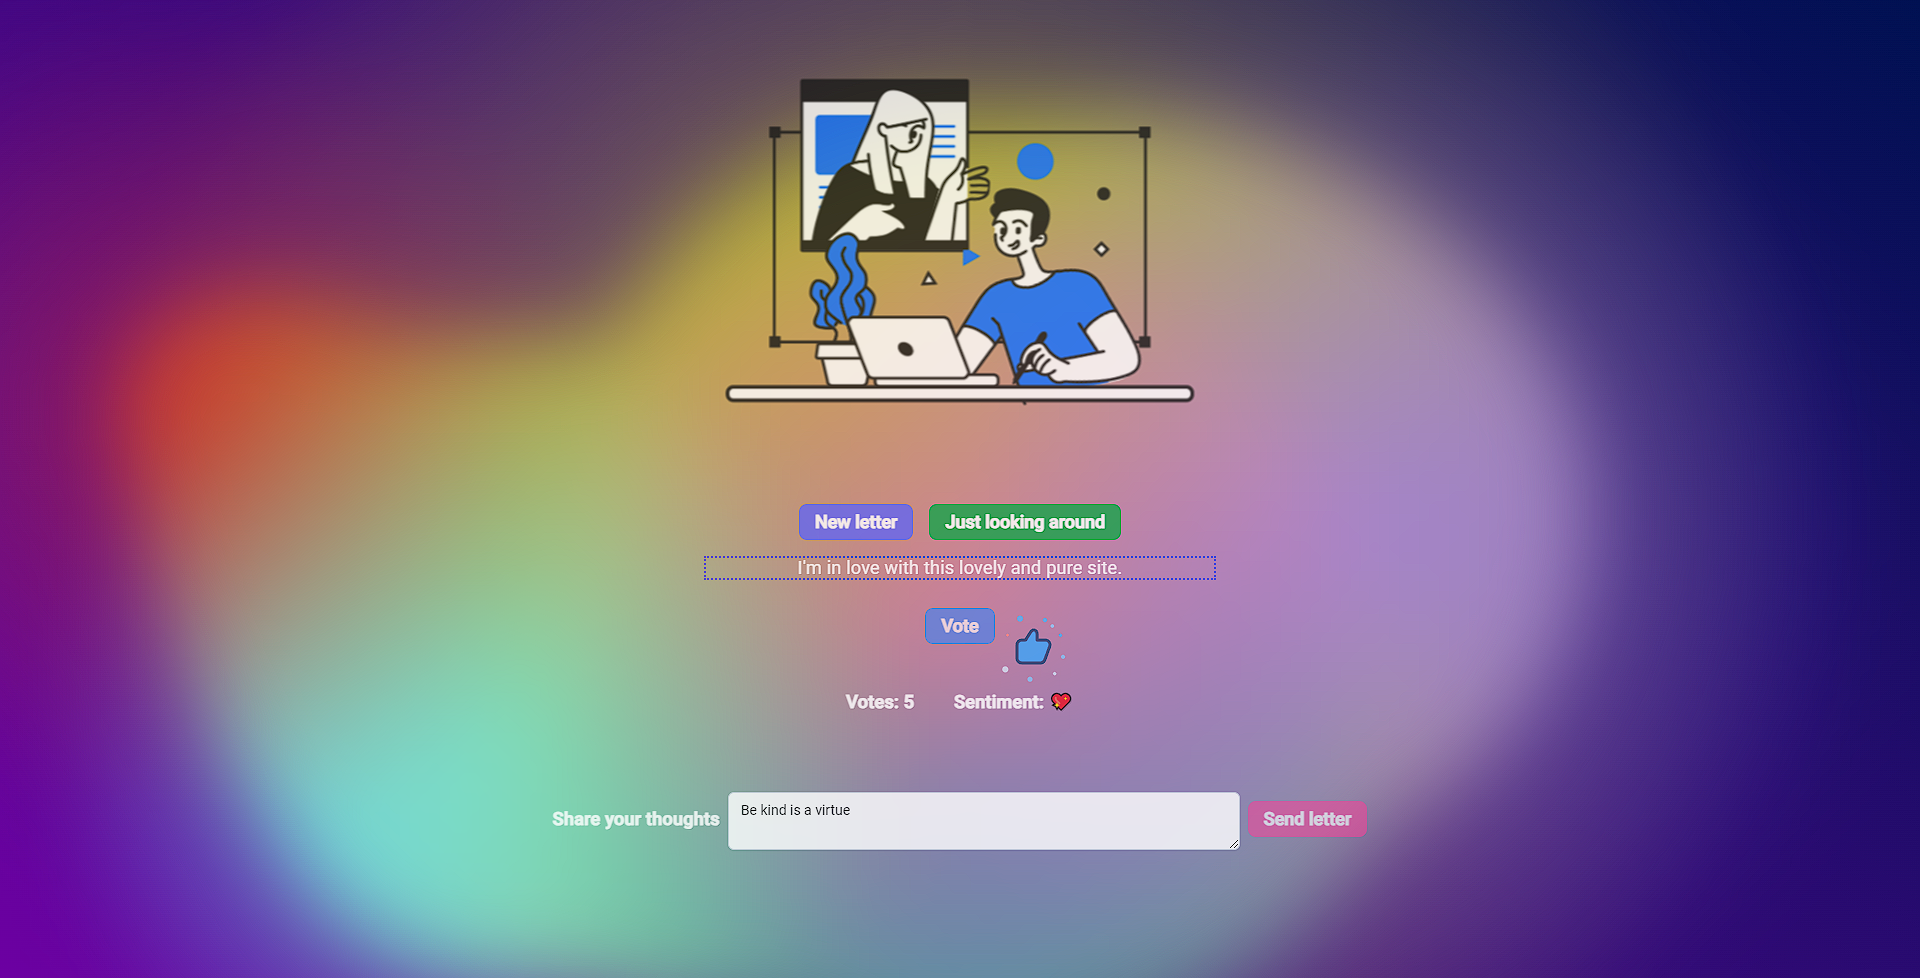 New letter
Just looking around
I'm in love with this lovely and pure site.
Vote
Votes: 5
Sentiment: 💖
Share your thoughts
Be kind is a virtue
Send letter